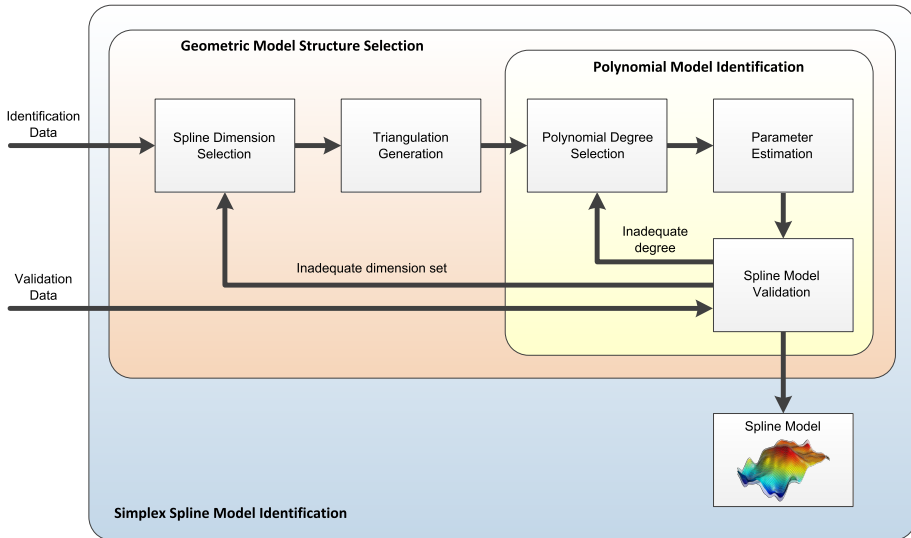 Geometric Model Structure Selection
Polynomial Model Identification
Identification
Data
Spline Dimension
Selection
Triangulation
Generation
Polynomial Degree
Selection
Parameter
Estimation
Inadequate
degree
Inadequate dimension set
Validation
Data
Spline Model
Validation
Spline Model
Simplex Spline Model Identification